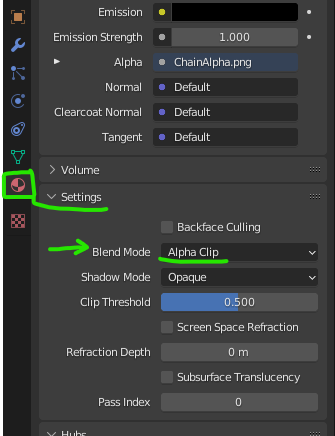 Emission
Emission Strength 1.000
Alpha ChainAlpha.png
Normal Default
Clearcoat Normal Default
Tangent Default
Volume
Settings
Backface Culling
Blend Mode Alpha Clip
Shadow Mode Opaque
Clip Threshold 0.500
Screen Space Refraction
Refraction Depth 0 m
Subsurface Translucency
Pass Index 0
Hubs